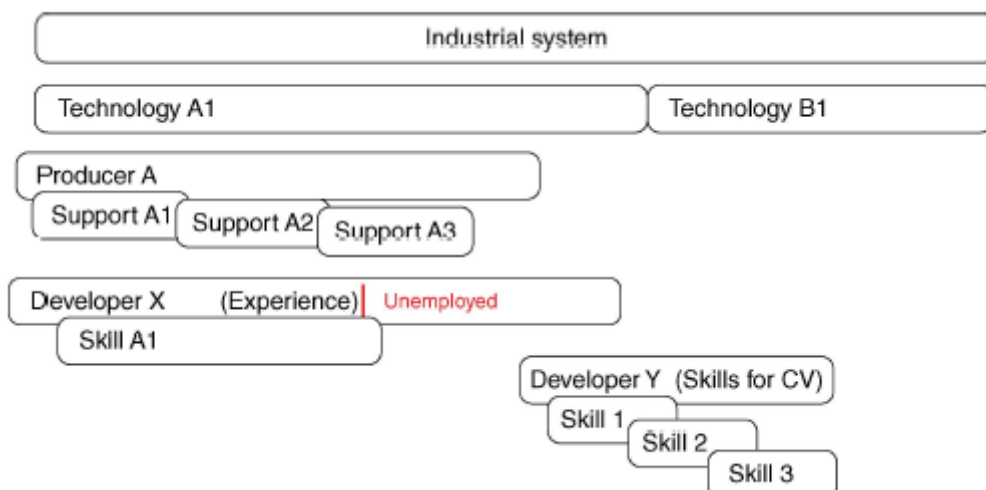 Industrial system
Technology A1 Technology B1
Producer A
Support A1 Support A2 Support A3
Developer X (Experience) Unemployed
Skill A1
Developer Y (Skills for CV)
Skill 1
Skill 2
Skill 3